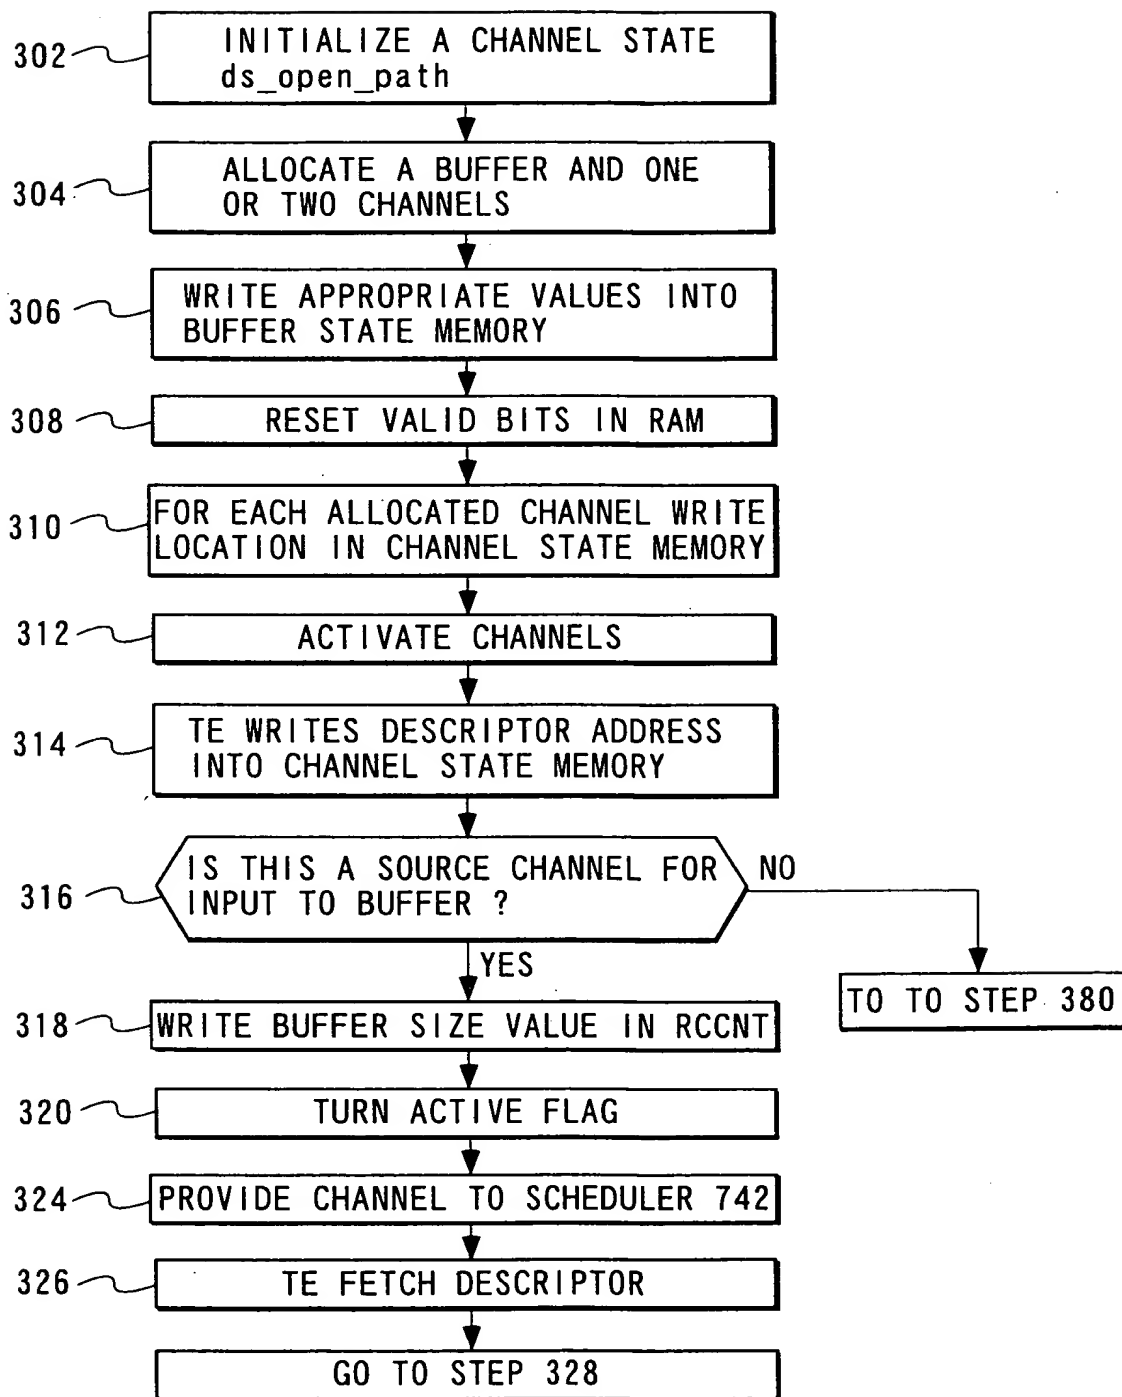 302
INITIALIZE A CHANNEL STATE
ds_open_path
304
ALLOCATE A BUFFER AND ONE
OR TWO CHANNELS
306
WRITE APPROPRIATE VALUES INTO
BUFFER STATE MEMORY
308
RESET VALID BITS IN RAM
310
FOR EACH ALLOCATED CHANNEL WRITE
LOCATION IN CHANNEL STATE MEMORY
312
ACTIVATE CHANNELS
314
TE WRITES DESCRIPTOR ADDRESS
INTO CHANNEL STATE MEMORY
316
IS THIS A SOURCE CHANNEL FOR
INPUT TO BUFFER ?
NO
YES
TO TO STEP 380
318
WRITE BUFFER SIZE VALUE IN RCCNT
320
TURN ACTIVE FLAG
324
PROVIDE CHANNEL TO SCHEDULER 742
326
TE FETCH DESCRIPTOR
GO TO STEP 328